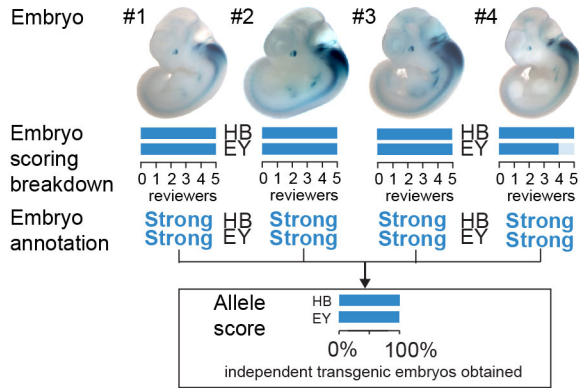 Embryo #1 #2 #3 #4
Embryo scoring breakdown
HB HB
EY EY
0 1 2 3 4 5 0 1 2 3 4 5 0 1 2 3 4 5 0 1 2 3 4 5
reviewers reviewers reviewers reviewers
Embryo annotation
Strong HB Strong Strong HB Strong
Strong EY Strong Strong EY Strong
Allele score
HB
EY
0% 100%
independent transgenic embryos obtained